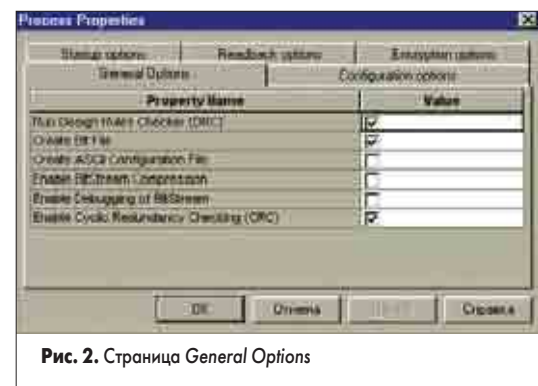 Process Properties
Startup options Readback options Encryption options
General Options Configuration options
Property Name Value
Run Design Rules Checker (DRC)
Create Bit File
Create ASCII Configuration File
Enable BitStream Compression
Enable Debugging of BitStream
Enable Cyclic Redundancy Checking (CRC)
OK Отмена Справка
Рис. 2. Страница General Options